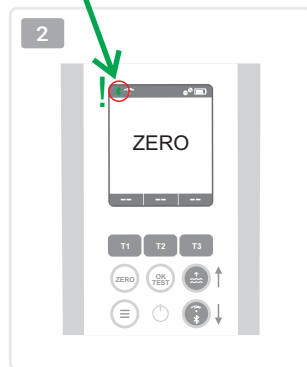 2
!
ZERO
-- -- --
T1 T2 T3
ZERO OK
TEST